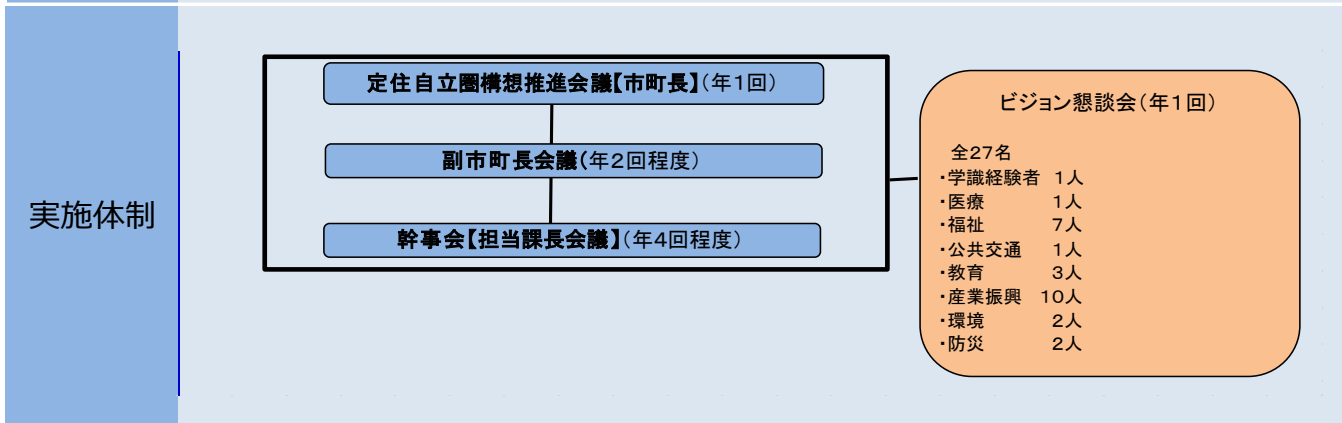 実施体制
定住自立圏構想推進会議【市町長】(年1回)
副市町長会議(年2回程度)
幹事会【担当課長会議】(年4回程度)
ビジョン懇談会(年1回)
全27名
・学識経験者 1人
・医療 1人
・福祉 7人
・公共交通 1人
・教育 3人
・産業振興 10人
・環境 2人
・防災 2人